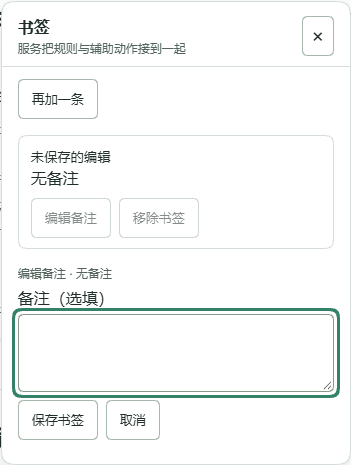 书签
服务把规则与辅助动作接到一起
×
再加一条
未保存的编辑
无备注
编辑备注 移除书签
编辑备注 · 无备注
备注（选填）
保存书签 取消